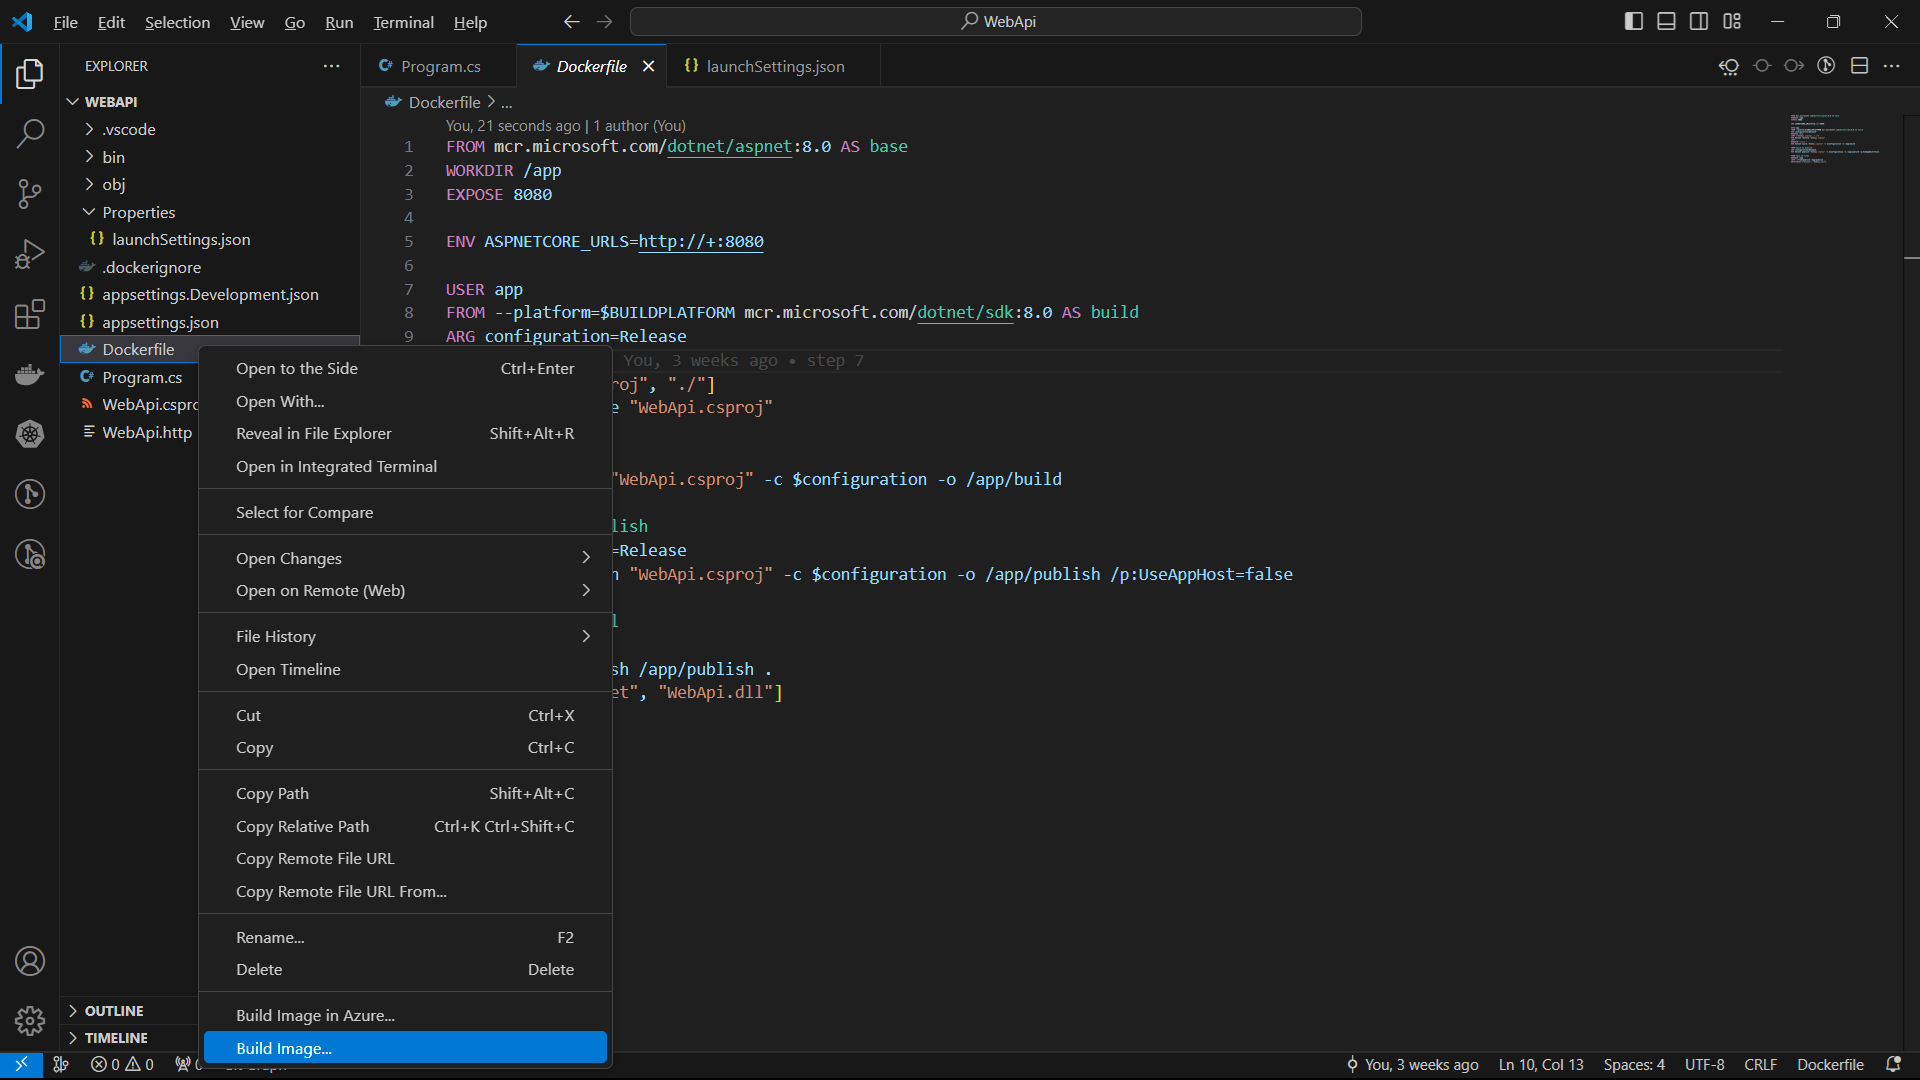 File Edit Selection View Go Run Terminal Help
WebApi
EXPLORER
WEBAPI
.vscode
bin
obj
Properties
launchSettings.json
.dockerignore
appsettings.Development.json
appsettings.json
Dockerfile
Program.cs
WebApi.cspro
WebApi.http
OUTLINE
TIMELINE
Program.cs
Dockerfile
launchSettings.json
Dockerfile > ...
You, 21 seconds ago | 1 author (You)
1 FROM mcr.microsoft.com/dotnet/aspnet:8.0 AS base
2 WORKDIR /app
3 EXPOSE 8080
4
5 ENV ASPNETCORE_URLS=http://+:8080
6
7 USER app
8 FROM --platform=$BUILDPLATFORM mcr.microsoft.com/dotnet/sdk:8.0 AS build
9 ARG configuration=Release
You, 3 weeks ago • step 7
roj", "./"]
e "WebApi.csproj"
"WebApi.csproj" -c $configuration -o /app/build
lish
=Release
n "WebApi.csproj" -c $configuration -o /app/publish /p:UseAppHost=false
l
sh /app/publish .
et", "WebApi.dll"]
Open to the Side Ctrl+Enter
Open With...
Reveal in File Explorer Shift+Alt+R
Open in Integrated Terminal
Select for Compare
Open Changes
Open on Remote (Web)
File History
Open Timeline
Cut Ctrl+X
Copy Ctrl+C
Copy Path Shift+Alt+C
Copy Relative Path Ctrl+K Ctrl+Shift+C
Copy Remote File URL
Copy Remote File URL From...
Rename... F2
Delete Delete
Build Image in Azure...
Build Image...
0 0
You, 3 weeks ago Ln 10, Col 13 Spaces: 4 UTF-8 CRLF Dockerfile